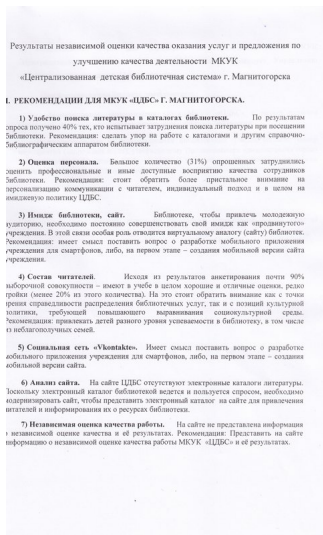 Результаты независимой оценки качества оказания услуг и предложения по
улучшению качества деятельности МКУК
«Централизованная детская библиотечная система» г. Магнитогорска
I. РЕКОМЕНДАЦИИ ДЛЯ МКУК «ЦДБС» Г. МАГНИТОГОРСКА.
1) Удобство поиска литературы в каталогах библиотеки. По результатам
опроса получено 40% тех, кто испытывает затруднения поиска литературы при посещении
библиотеки. Рекомендация: сделать упор на работе с каталогами и другим справочно-
библиографическим аппаратом библиотеки.
2) Оценка персонала. Большое количество (31%) опрошенных затруднились
оценить профессиональные и иные доступные восприятию качества сотрудников
библиотеки. Рекомендация: стоит обратить более пристальное внимание на
персонализацию коммуникации с читателем, индивидуальный подход и в целом на
имиджевую политику ЦДБС.
3) Имидж библиотеки, сайт. Библиотеке, чтобы привлечь молодежную
аудиторию, необходимо постоянно совершенствовать свой имидж как «продвинутого»
учреждения. В этой связи особая роль отводится виртуальному аналогу (сайту) библиотек.
Рекомендация: имеет смысл поставить вопрос о разработке мобильного приложения
учреждения для смартфонов, либо, на первом этапе – создания мобильной версии сайта
учреждения.
4) Состав читателей. Исходя из результатов анкетирования почти 90%
выборочной совокупности – имеют в учебе в целом хорошие и отличные оценки, редко
тройки (менее 20% из этого количества). На это стоит обратить внимание как с точки
зрения справедливости распределения библиотечных услуг, так и с позиций культурной
политики, требующей повышающего выравнивания социокультурной среды.
Рекомендация: привлекать детей разного уровня успеваемости в библиотеку, в том числе
из неблагополучных семей.
5) Социальная сеть «Vkontakte». Имеет смысл поставить вопрос о разработке
мобильного приложения учреждения для смартфонов, либо, на первом этапе – создания
мобильной версии сайта.
6) Анализ сайта. На сайте ЦДБС отсутствуют электронные каталоги литературы.
Поскольку электронный каталог библиотекой ведется и пользуется спросом, необходимо
модернизировать сайт, чтобы представить электронный каталог на сайте для привлечения
читателей и информирования их о ресурсах библиотеки.
7) Независимая оценка качества работы. На сайте не представлена информация
о независимой оценке качества и её результатах. Рекомендация: Представить на сайте
информацию о независимой оценке качества работы МКУК «ЦДБС» и её результатах.